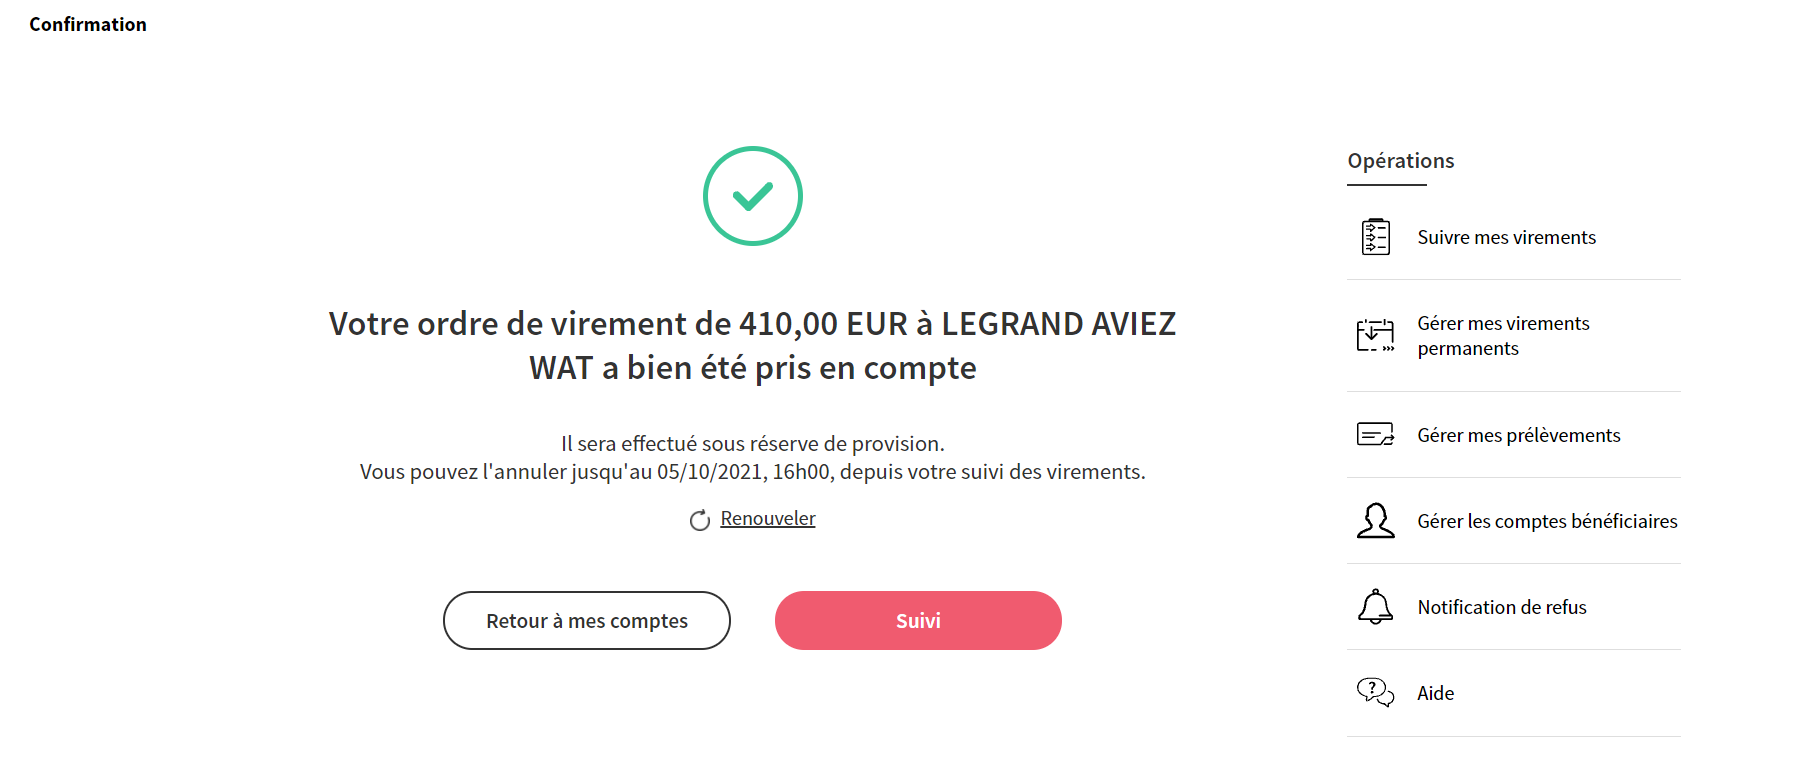 Confirmation
Votre ordre de virement de 410,00 EUR à LEGRAND AVIEZ
WAT a bien été pris en compte
Il sera effectué sous réserve de provision.
Vous pouvez l'annuler jusqu'au 05/10/2021, 16h00, depuis votre suivi des virements.
Renouveler
Retour à mes comptes
Suivi
Opérations
Suivre mes virements
Gérer mes virements
permanents
Gérer mes prélèvements
Gérer les comptes bénéficiaires
Notification de refus
?
Aide